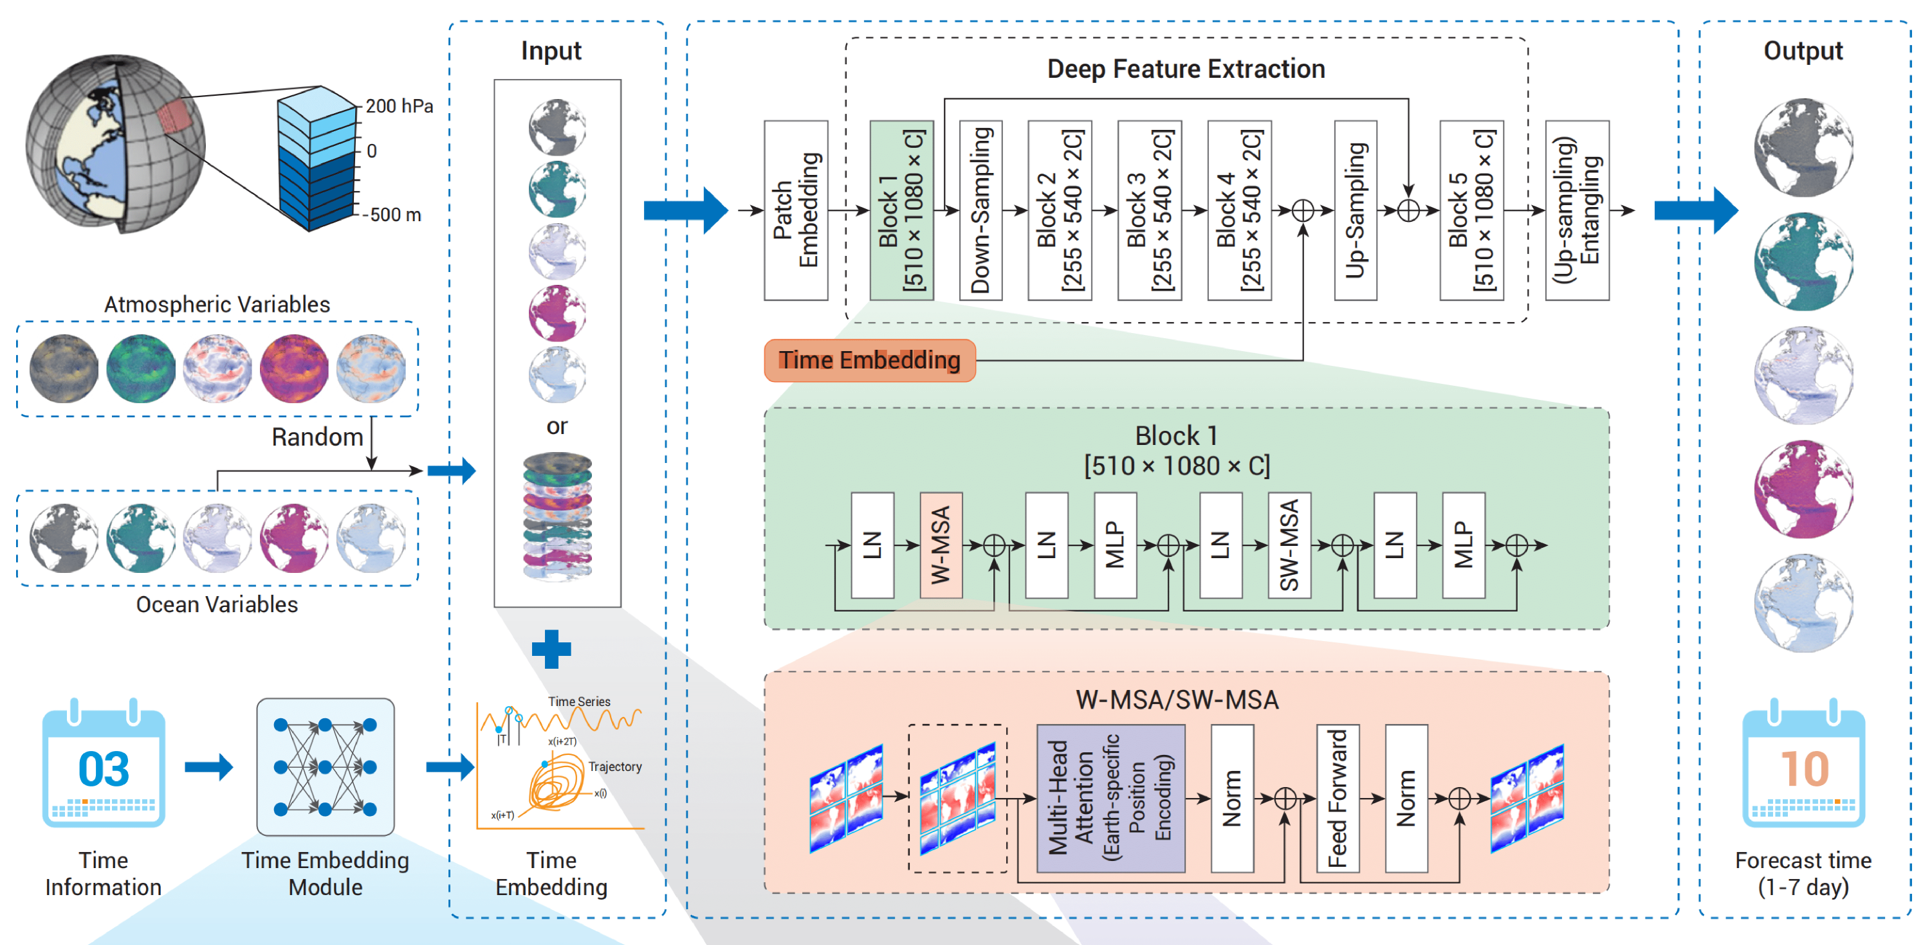 200 hPa
0
-500 m
Atmospheric Variables
Random
Ocean Variables
03
Time
Information
Time Embedding
Module
Input
or
Time Series
|T|
x(i+2T)
Trajectory
x(i)
x(i+T)
Time
Embedding
Deep Feature Extraction
Patch
Embedding
Block 1
[510 × 1080 × C]
Down-Sampling
Block 2
[255 × 540 × 2C]
Block 3
[255 × 540 × 2C]
Block 4
[255 × 540 × 2C]
Up-Sampling
Block 5
[510 × 1080 × C]
(Up-sampling)
Entangling
Time Embedding
Block 1
[510 × 1080 × C]
LN
W-MSA
LN
MLP
LN
SW-MSA
LN
MLP
W-MSA/SW-MSA
Multi-Head
Attention
(Earth-specific
Position
Encoding)
Norm
Feed Forward
Norm
Output
10
Forecast time
(1-7 day)